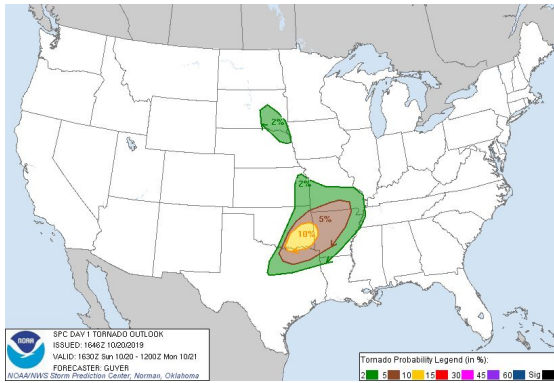 2%
2%
5%
10%
SPC DAY 1 TORNADO OUTLOOK
ISSUED: 1646Z 10/20/2019
VALID: 1630Z Sun 10/20 - 1200Z Mon 10/21
FORECASTER: GUYER
NOAA/NWS Storm Prediction Center, Norman, Oklahoma
NOAA
Tornado Probability Legend (in %):
2 5 10 15 30 45 60 Sig